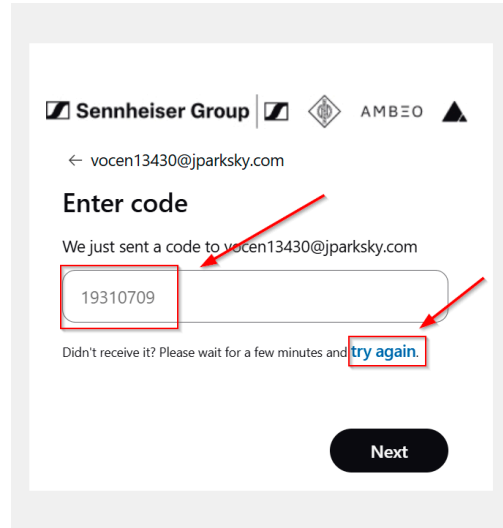 Sennheiser Group AMBEO
← vocen13430@jparksky.com
Enter code
We just sent a code to vocen13430@jparksky.com
19310709
Didn't receive it? Please wait for a few minutes and try again.
Next